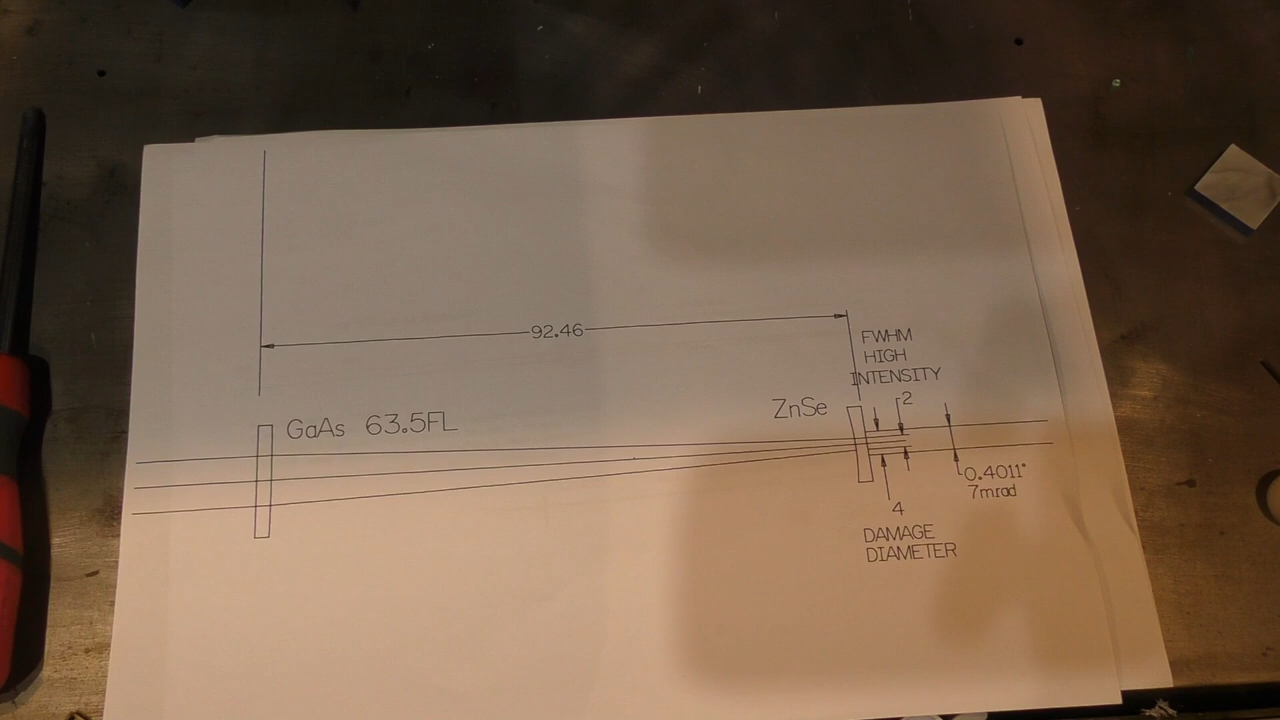 92.46
FWHM
HIGH
INTENSITY
2
GaAs 63.5FL
ZnSe
0.4011°
7mrad
4
DAMAGE
DIAMETER